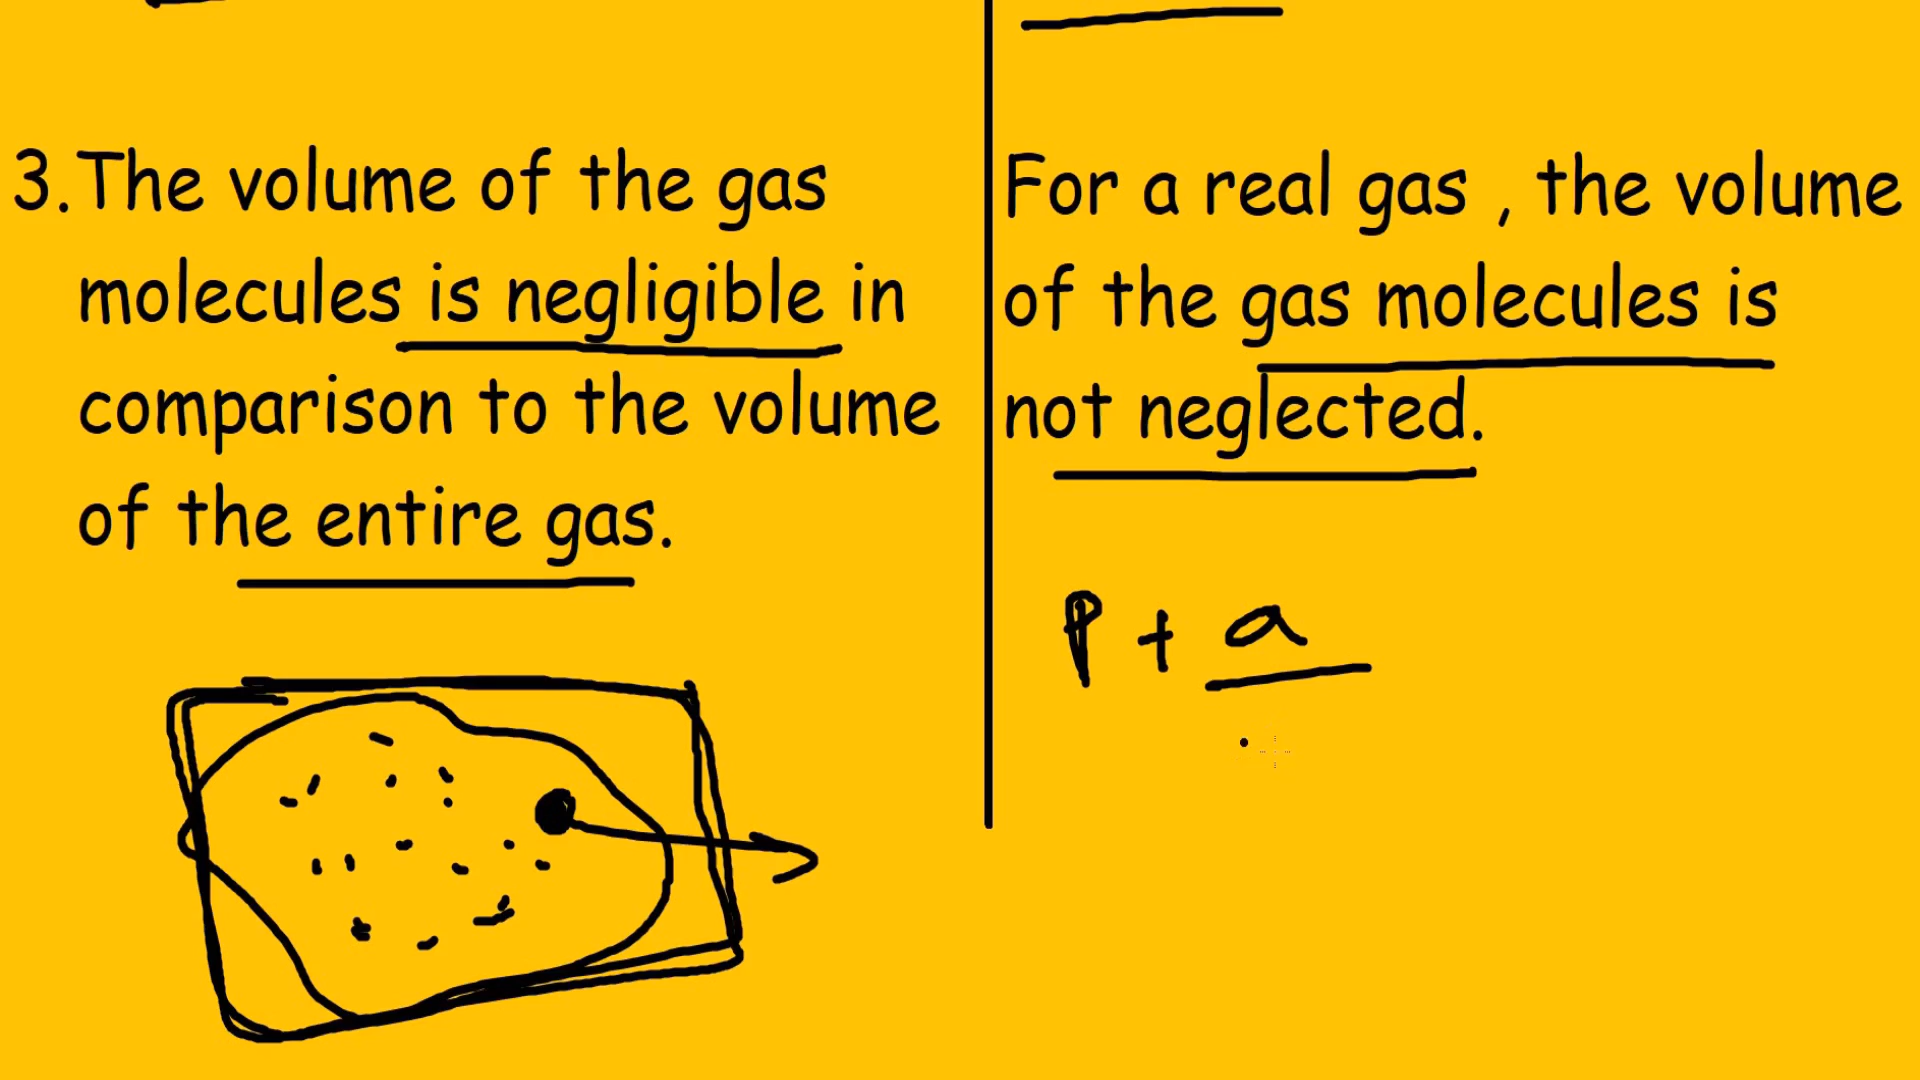 3. The volume of the gas
molecules is negligible in
comparison to the volume
of the entire gas.
For a real gas , the volume
of the gas molecules is
not neglected.
P + a